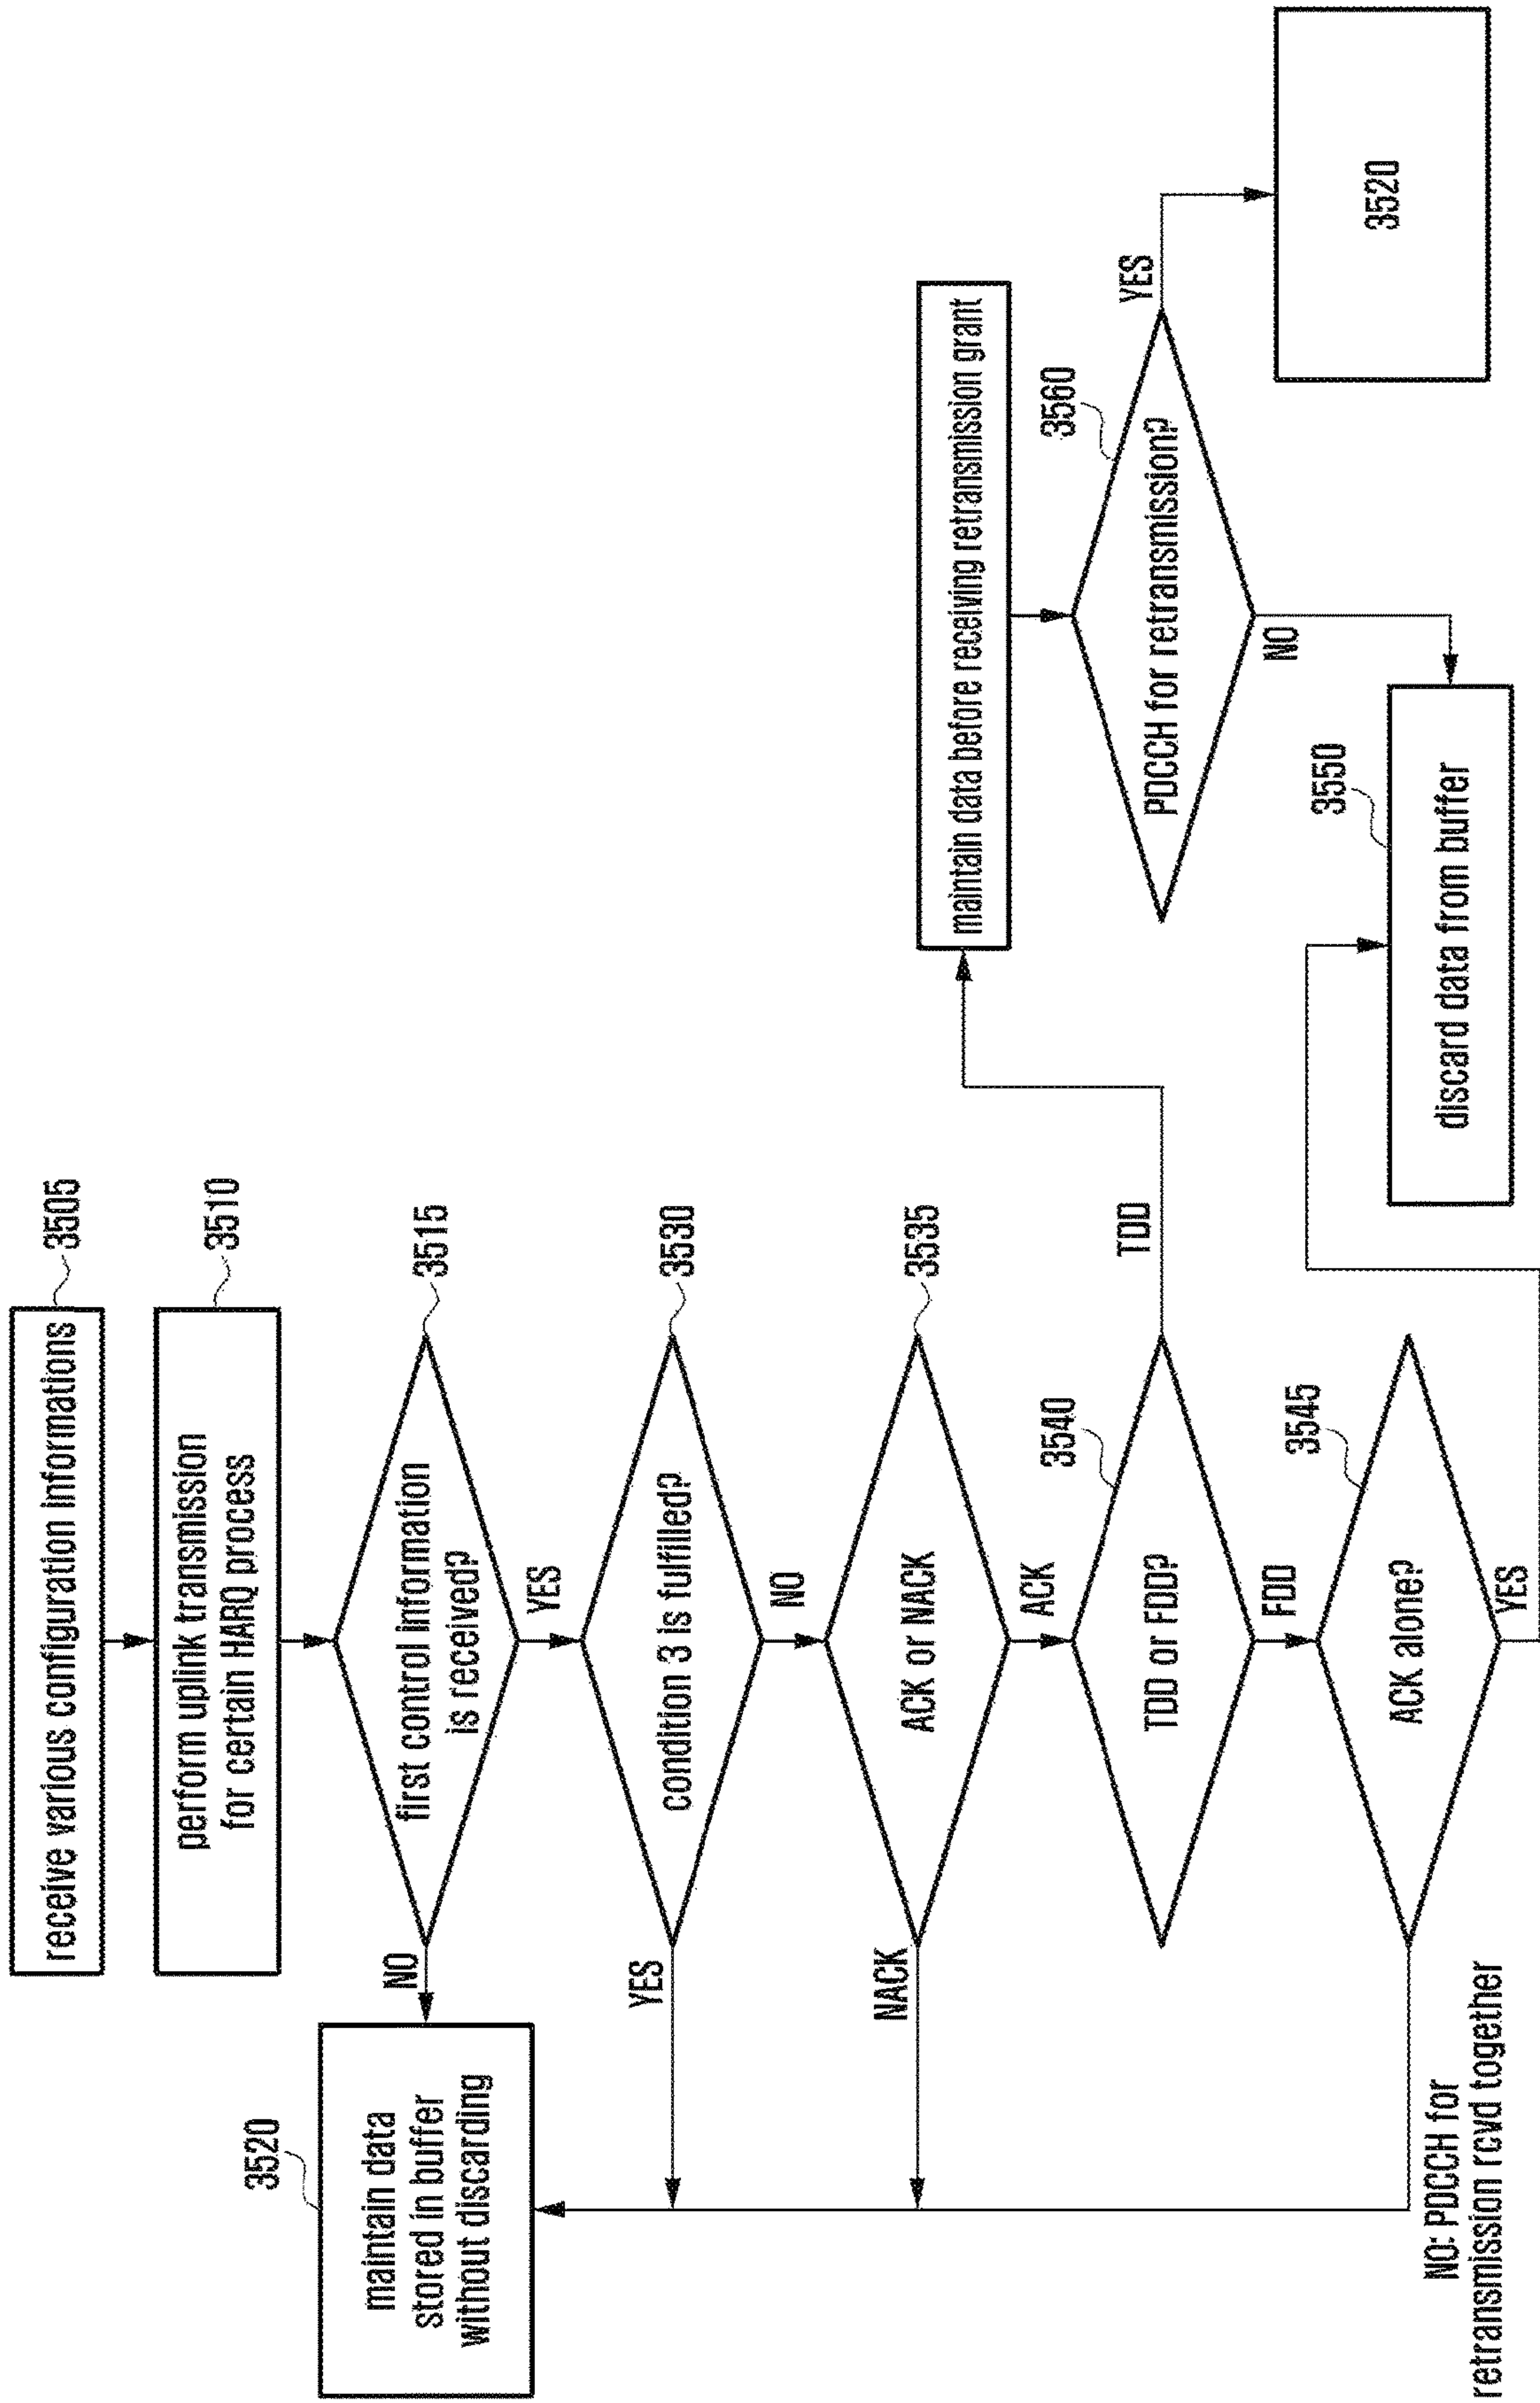 receive various configuration informations
3505
perform uplink transmission
for certain HARQ process
3510
first control information
is received?
3515
NO
YES
3520
maintain data
stored in buffer
without discarding
condition 3 is fulfilled?
3530
YES
NO
ACK or NACK
3535
NACK
ACK
TDD or FDD?
3540
TDD
FDD
ACK alone?
3545
YES
NO: PDCCH for
retransmission rcvd together
maintain data before receiving retransmission grant
PDCCH for retransmission?
3560
YES
NO
discard data from buffer
3550
3520